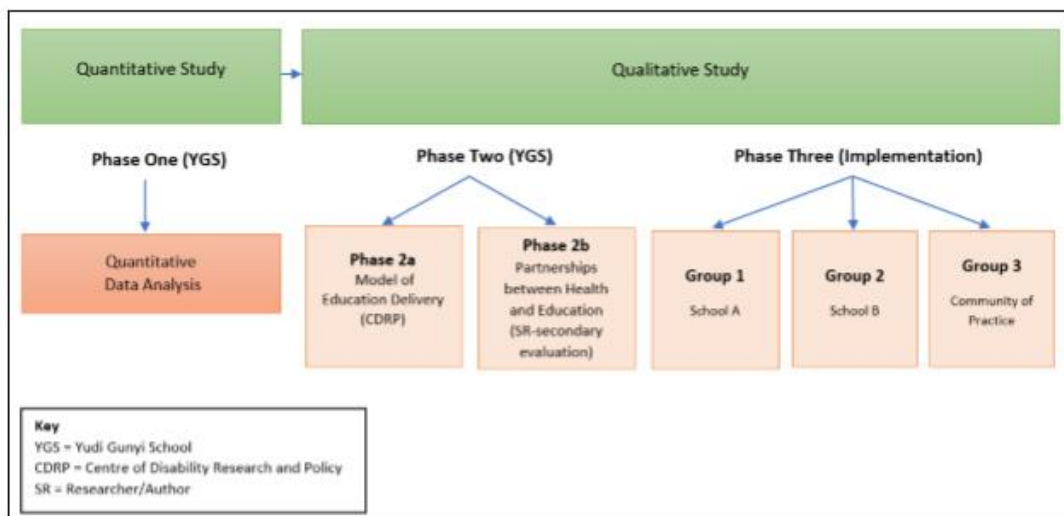 Quantitative Study
Qualitative Study
Phase One (YGS)
Phase Two (YGS)
Phase Three (Implementation)
Quantitative
Data Analysis
Phase 2a
Model of
Education Delivery
(CDRP)
Phase 2b
Partnerships
between Health
and Education
(SR-secondary
evaluation)
Group 1
School A
Group 2
School B
Group 3
Community of
Practice
Key
YGS = Yudi Gunyi School
CDRP = Centre of Disability Research and Policy
SR = Researcher/Author